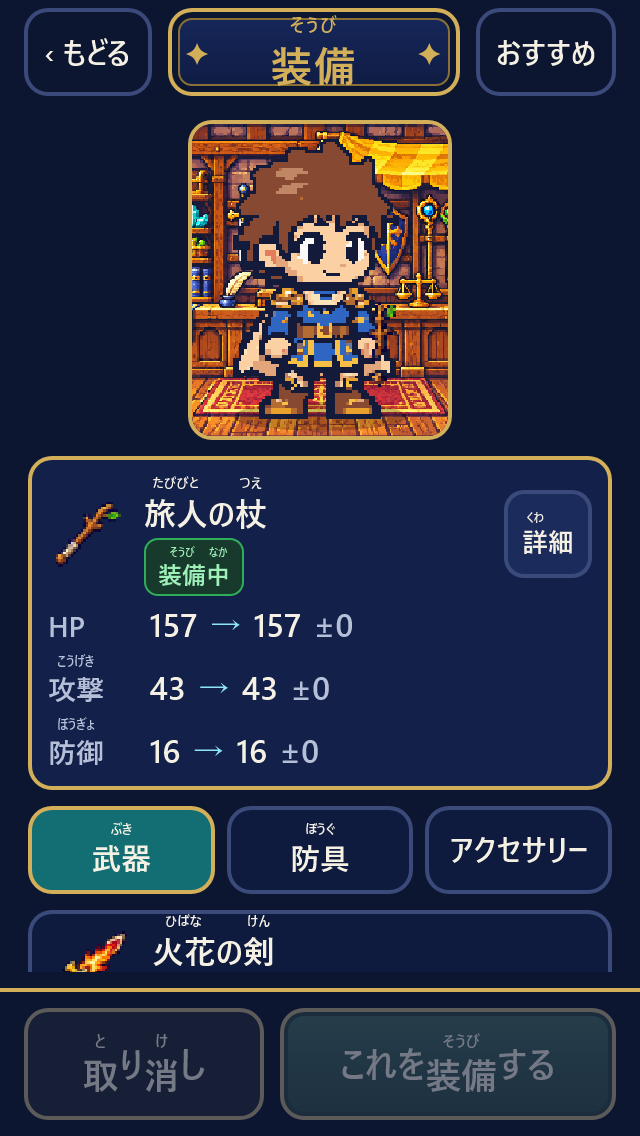 ‹ もどる
そうび
装備
おすすめ
たびびと つえ
旅人の杖
そうび なか
装備中
くわ
詳細
HP 157 → 157 ±0
こうげき
攻撃 43 → 43 ±0
ぼうぎょ
防御 16 → 16 ±0
ぶき
武器
ぼうぐ
防具
アクセサリー
ひばな けん
火花の剣
と け
取り消し
そうび
これを装備する